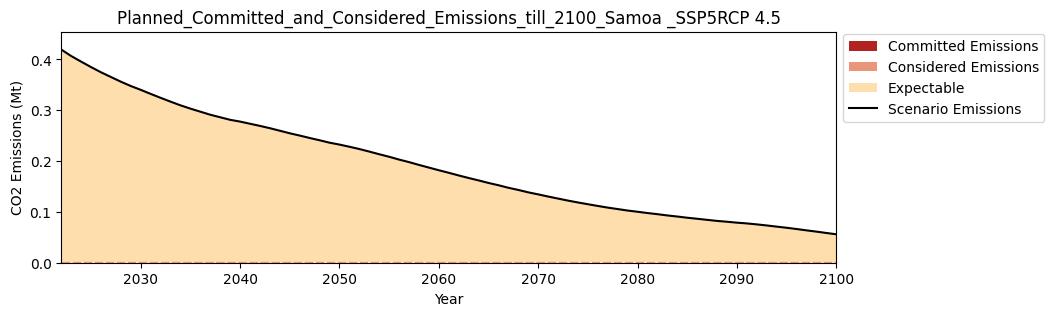 Planned_Committed_and_Considered_Emissions_till_2100_Samoa _SSP5RCP 4.5
Committed Emissions
Considered Emissions
Expectable
Scenario Emissions
CO2 Emissions (Mt)
0.4
0.3
0.2
0.1
0.0
2030 2040 2050 2060 2070 2080 2090 2100
Year